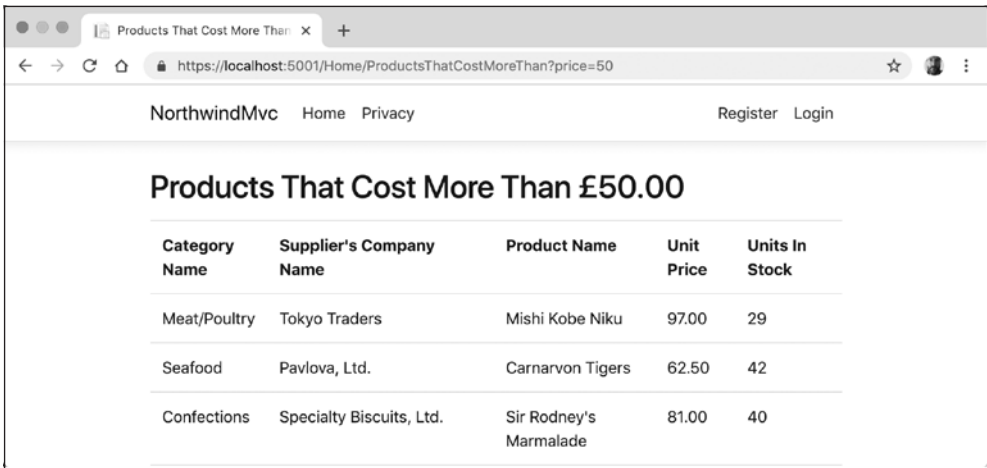 Products That Cost More Than
https://localhost:5001/Home/ProductsThatCostMoreThan?price=50
NorthwindMvc Home Privacy Register Login
Products That Cost More Than £50.00
Category Name Supplier's Company Name Product Name Unit Price Units In Stock
Meat/Poultry Tokyo Traders Mishi Kobe Niku 97.00 29
Seafood Pavlova, Ltd. Carnarvon Tigers 62.50 42
Confections Specialty Biscuits, Ltd. Sir Rodney's Marmalade 81.00 40